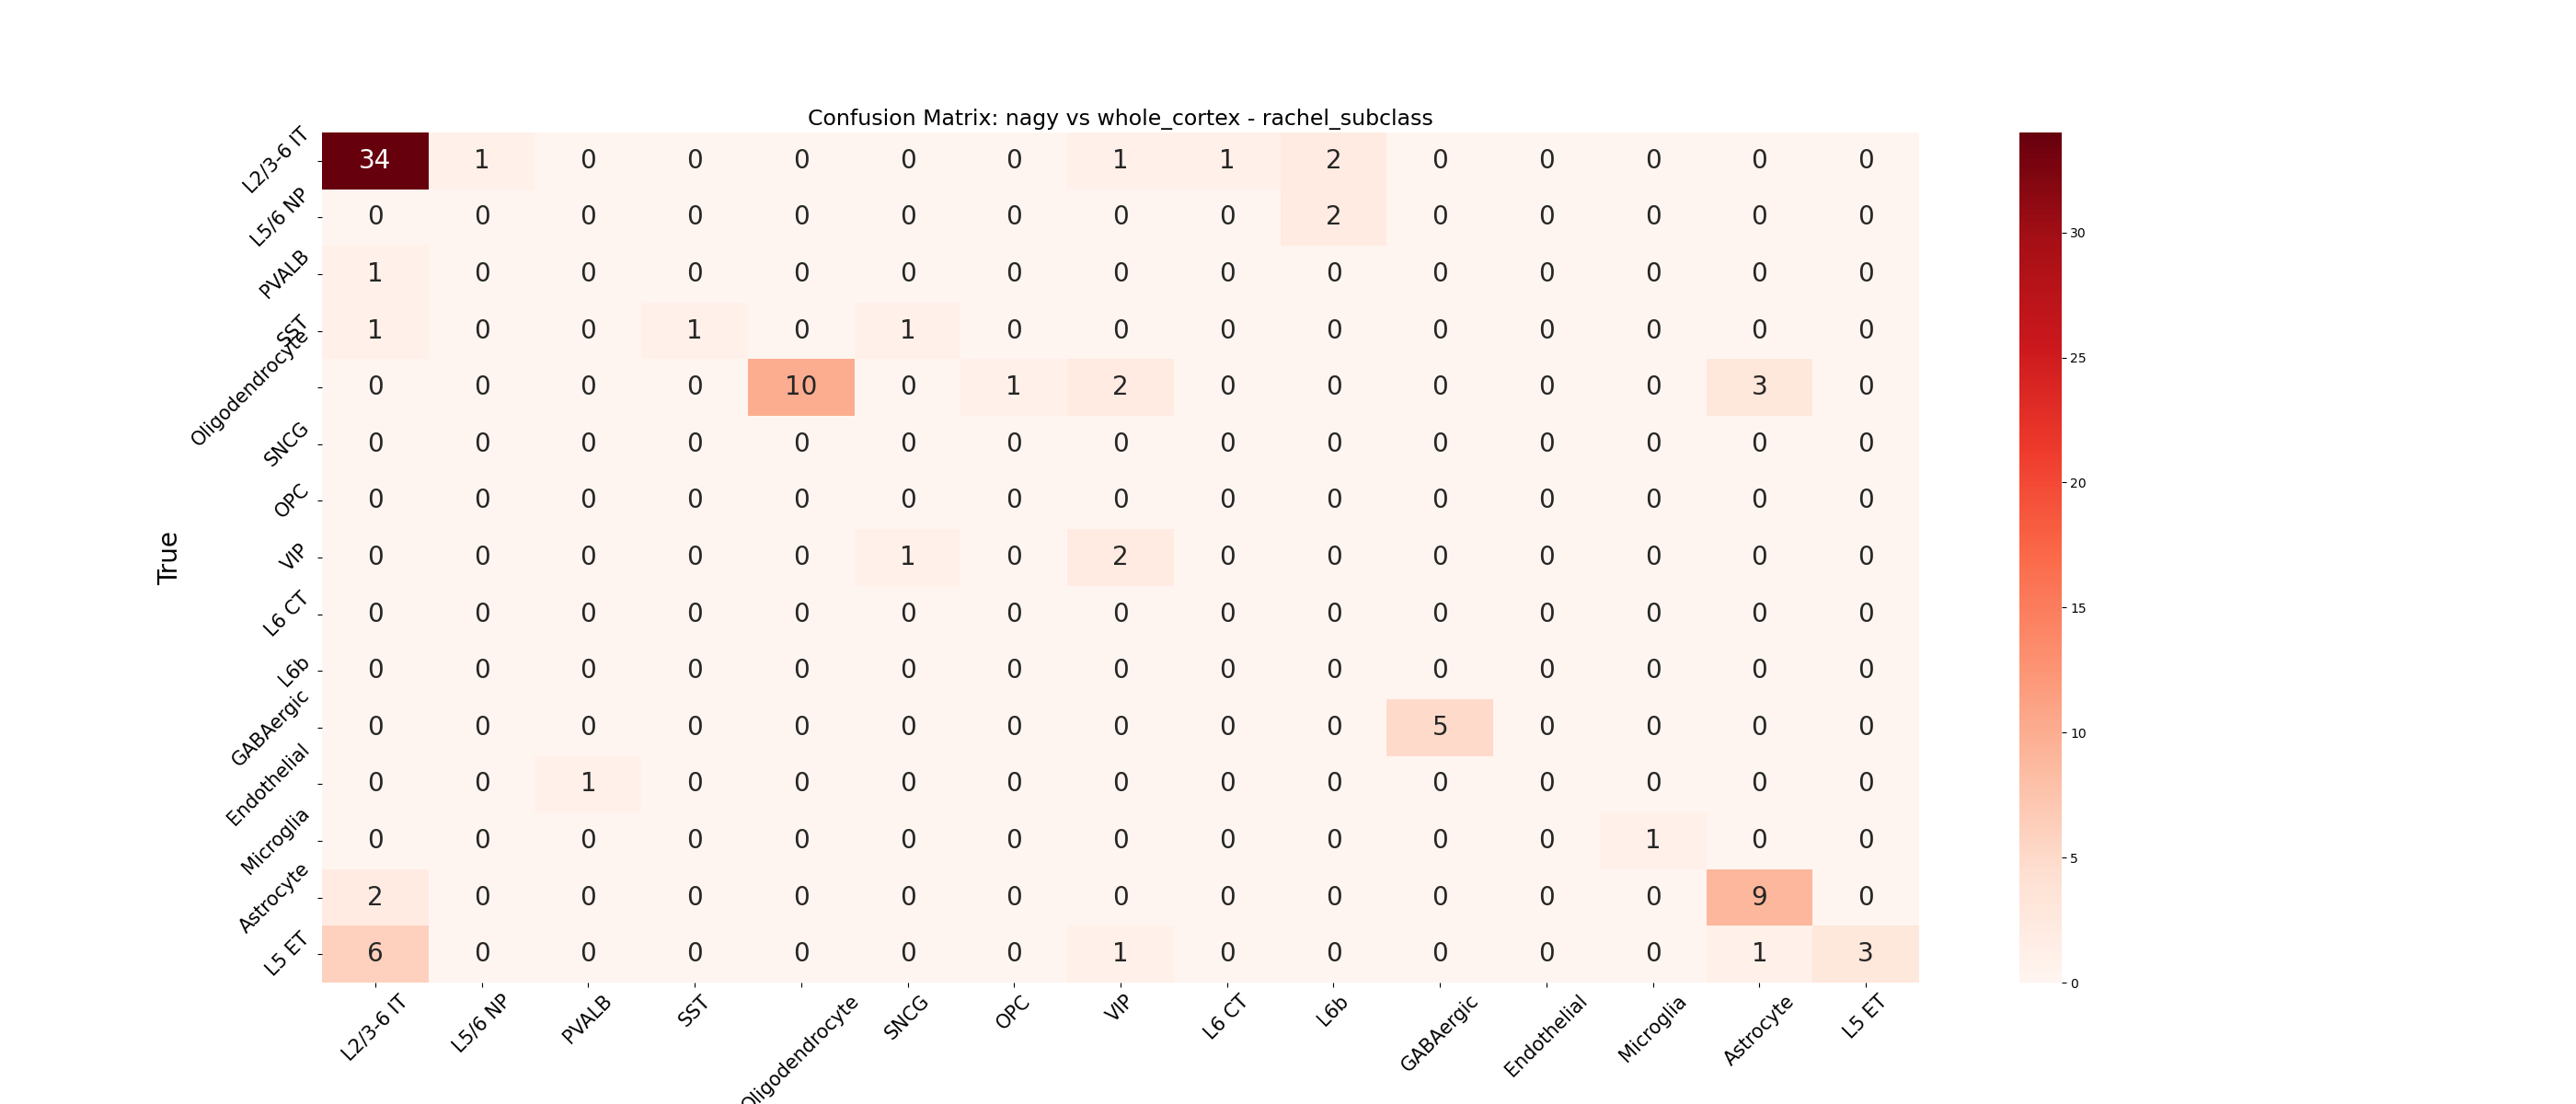 Confusion Matrix: nagy vs whole_cortex - rachel_subclass
True
L2/3-6 IT 34 1 0 0 0 0 0 1 1 2 0 0 0 0 0
L5/6 NP 0 0 0 0 0 0 0 0 0 2 0 0 0 0 0
PVALB 1 0 0 0 0 0 0 0 0 0 0 0 0 0 0
SST 1 0 0 1 0 1 0 0 0 0 0 0 0 0 0
Oligodendrocyte 0 0 0 0 10 0 1 2 0 0 0 0 0 3 0
SNCG 0 0 0 0 0 0 0 0 0 0 0 0 0 0 0
OPC 0 0 0 0 0 0 0 0 0 0 0 0 0 0 0
VIP 0 0 0 0 0 1 0 2 0 0 0 0 0 0 0
L6 CT 0 0 0 0 0 0 0 0 0 0 0 0 0 0 0
L6b 0 0 0 0 0 0 0 0 0 0 0 0 0 0 0
GABAergic 0 0 0 0 0 0 0 0 0 0 5 0 0 0 0
Endothelial 0 0 1 0 0 0 0 0 0 0 0 0 0 0 0
Microglia 0 0 0 0 0 0 0 0 0 0 0 0 1 0 0
Astrocyte 2 0 0 0 0 0 0 0 0 0 0 0 0 9 0
L5 ET 6 0 0 0 0 0 0 1 0 0 0 0 0 1 3
L2/3-6 IT L5/6 NP PVALB SST Oligodendrocyte SNCG OPC VIP L6 CT L6b GABAergic Endothelial Microglia Astrocyte L5 ET
30
25
20
15
10
5
0